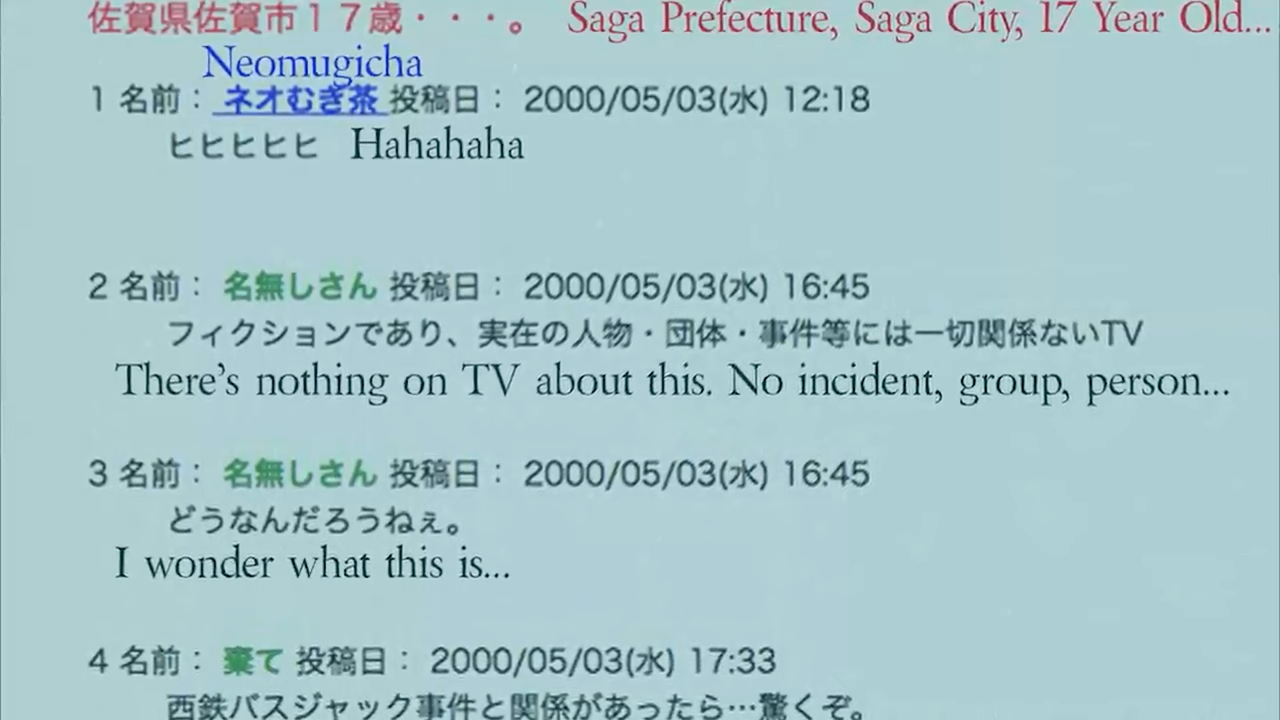 佐賀県佐賀市１７歳・・・。 Saga Prefecture, Saga City, 17 Year Old...
Neomugicha
1 名前： ネオむぎ茶 投稿日： 2000/05/03(水) 12:18
ヒヒヒヒヒ Hahahaha
2 名前： 名無しさん 投稿日： 2000/05/03(水) 16:45
フィクションであり、実在の人物・団体・事件等には一切関係ないTV
There's nothing on TV about this. No incident, group, person...
3 名前： 名無しさん 投稿日： 2000/05/03(水) 16:45
どうなんだろうねぇ。
I wonder what this is...
4 名前： 棄て 投稿日： 2000/05/03(水) 17:33
西鉄バスジャック事件と関係があったら…驚くぞ。